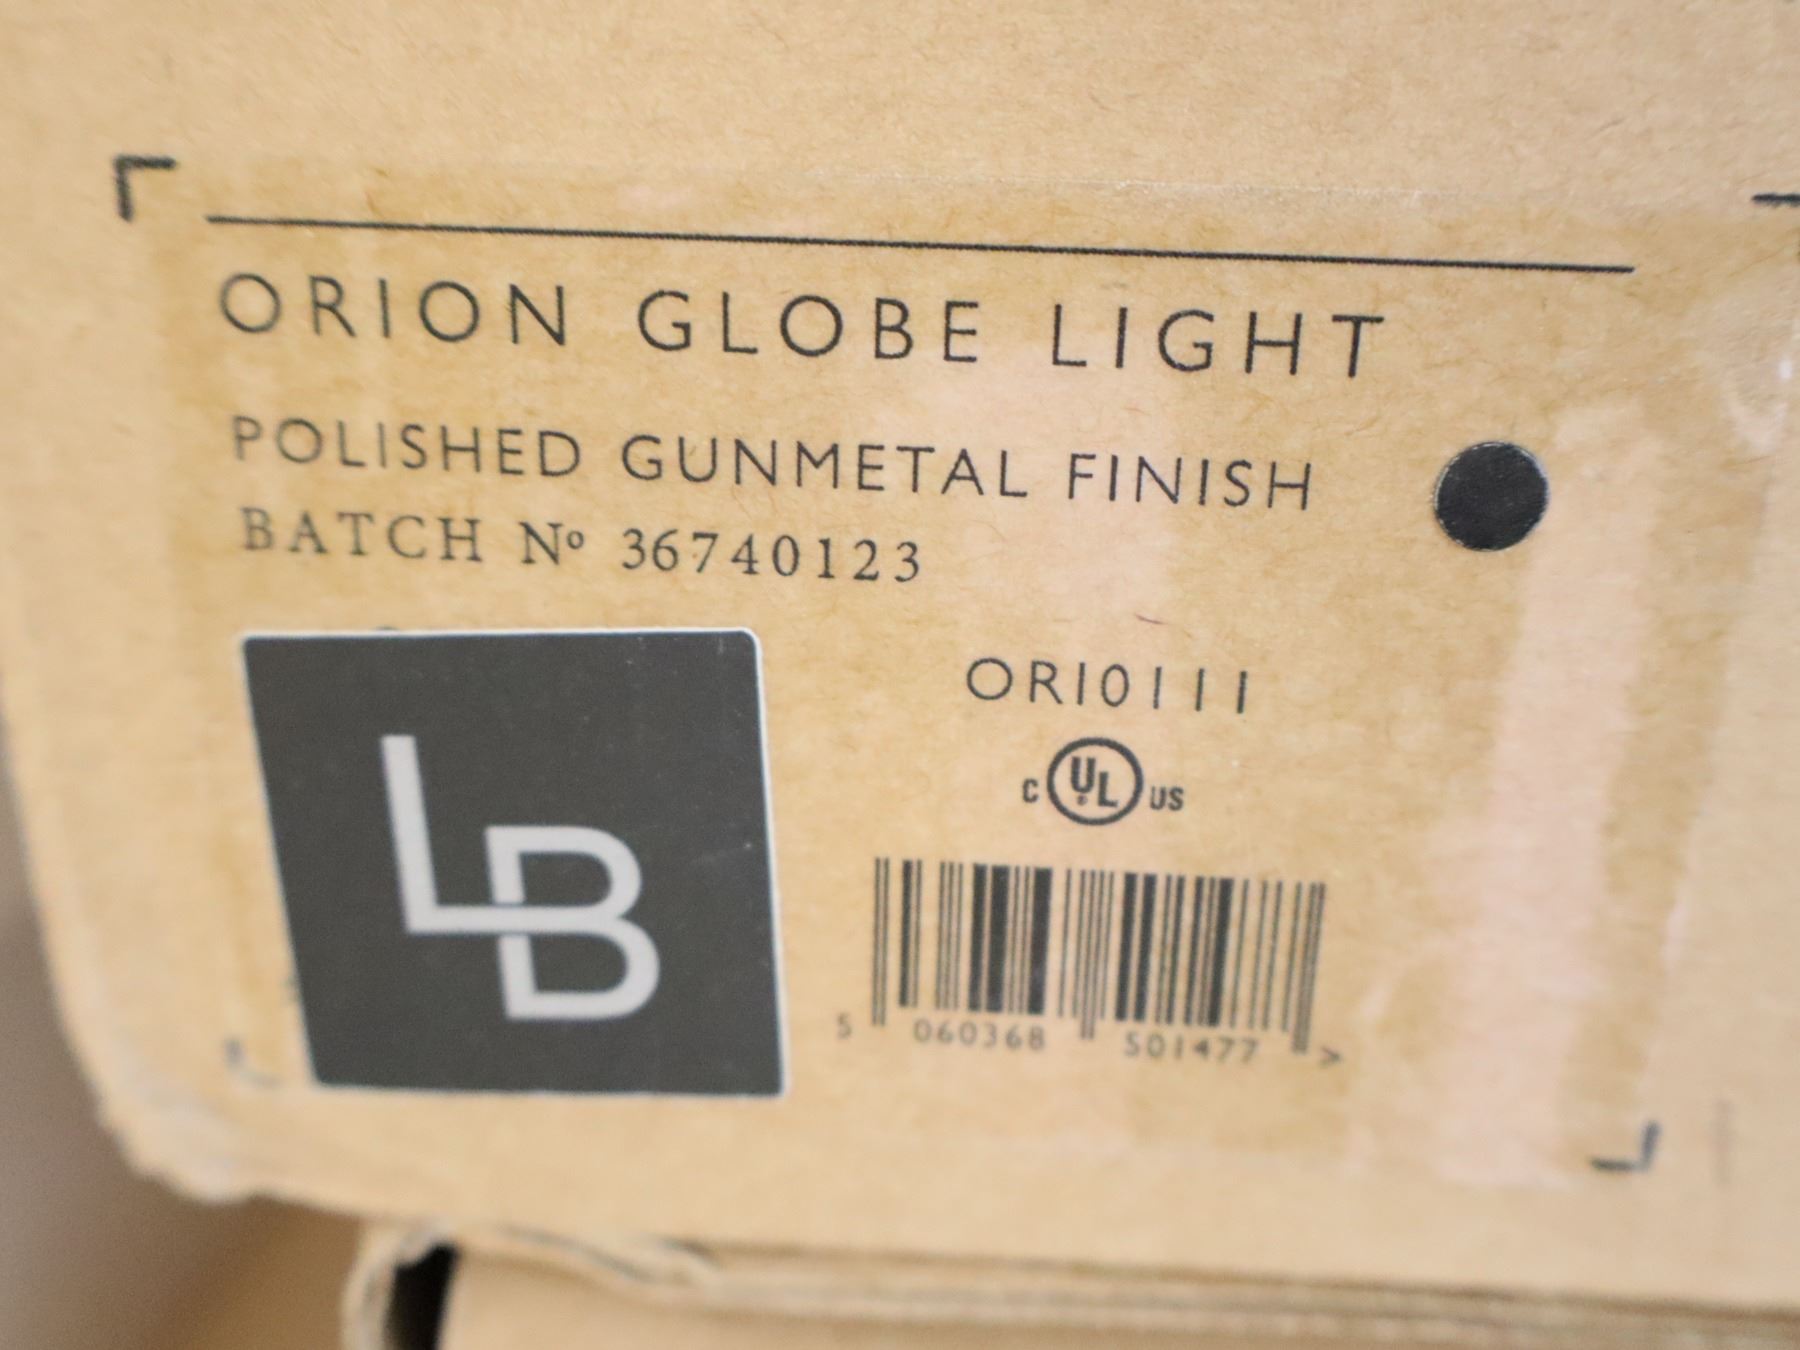 ORION GLOBE LIGHT
POLISHED GUNMETAL FINISH
BATCH Nº 36740123
LB
ORI0111
C UL US
5 060368 501477 >